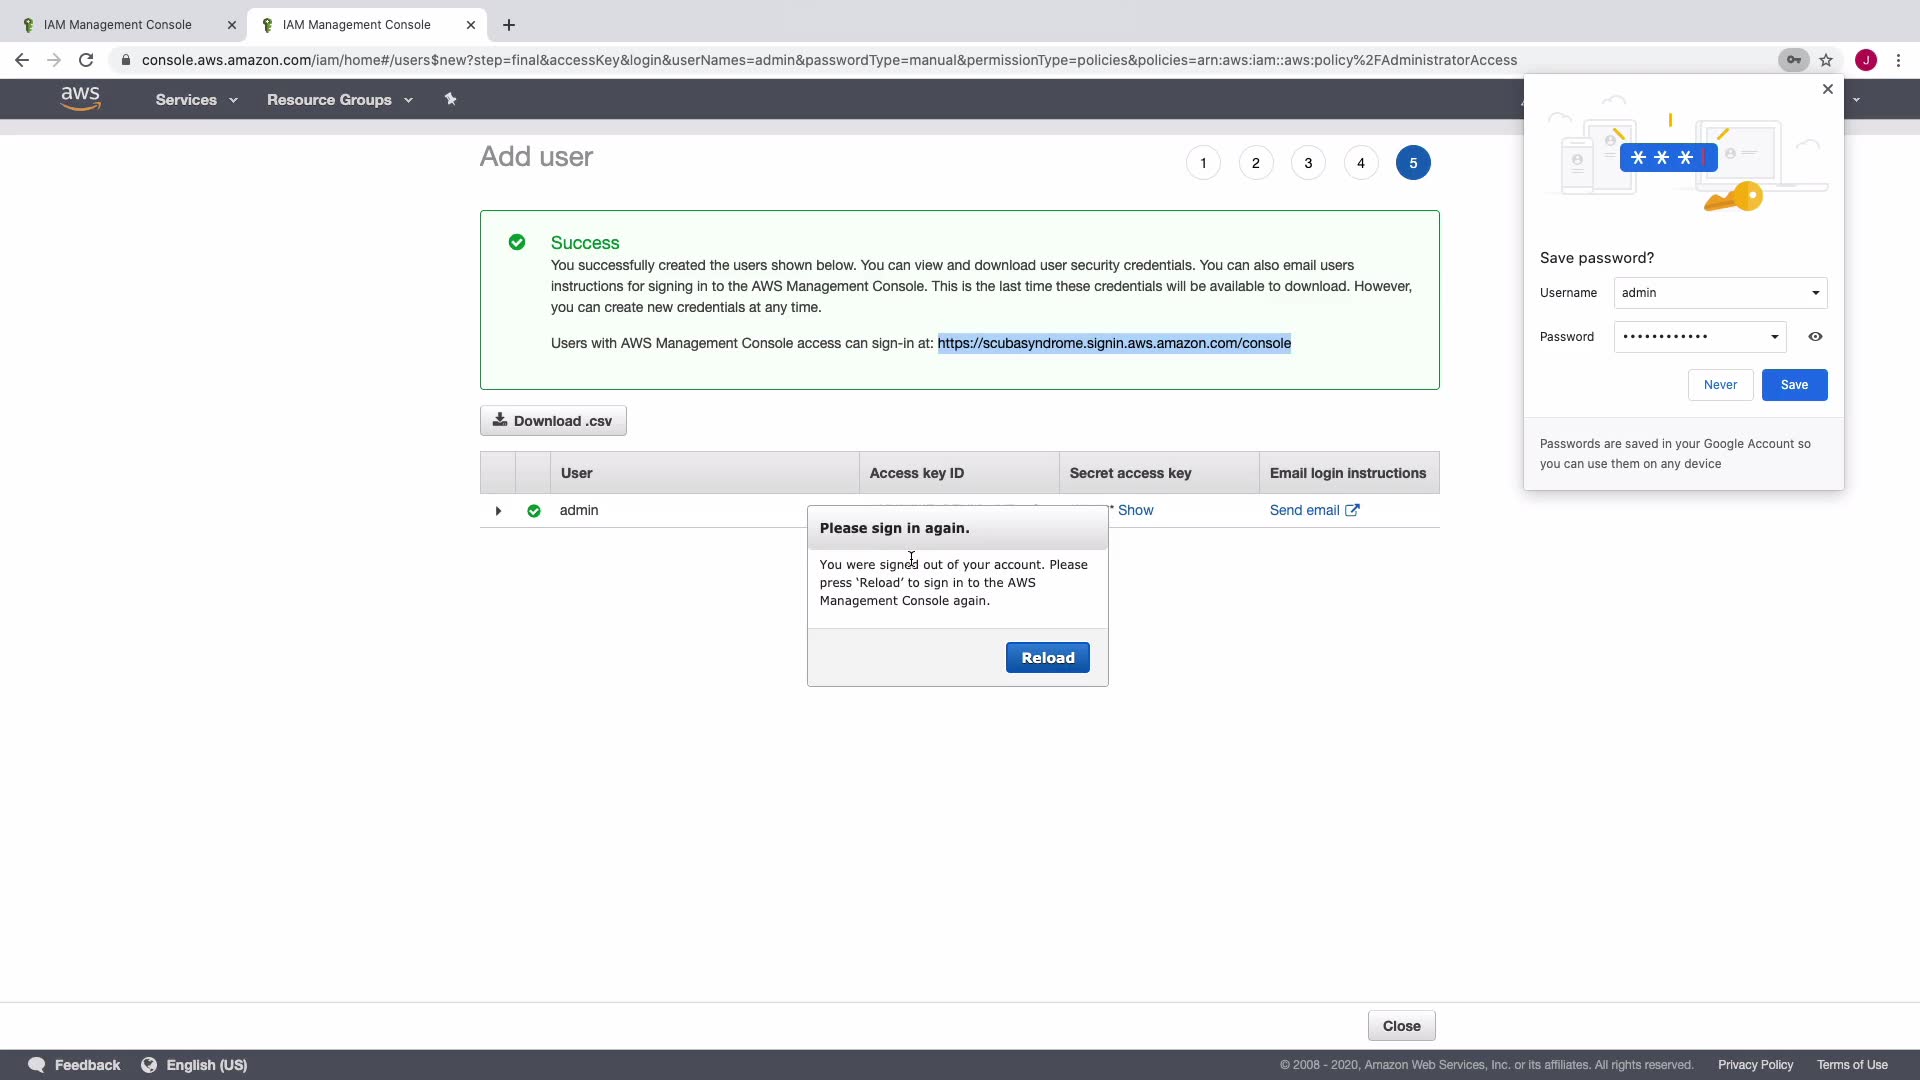 IAM Management Console
IAM Management Console
console.aws.amazon.com/iam/home#/users$new?step=final&accessKey&login&userNames=admin&passwordType=manual&permissionType=policies&policies=arn:aws:iam::aws:policy%2FAdministratorAccess
J
aws
Services
Resource Groups
Add user
1
2
3
4
5
Success
You successfully created the users shown below. You can view and download user security credentials. You can also email users
instructions for signing in to the AWS Management Console. This is the last time these credentials will be available to download. However,
you can create new credentials at any time.
Users with AWS Management Console access can sign-in at: https://scubasyndrome.signin.aws.amazon.com/console
Download .csv
User
Access key ID
Secret access key
Email login instructions
admin
Show
Send email
Please sign in again.
You were signed out of your account. Please
press ‘Reload’ to sign in to the AWS
Management Console again.
Reload
* * *
Save password?
Username
admin
Password
••••••••••••
Never
Save
Passwords are saved in your Google Account so
you can use them on any device
Close
Feedback
English (US)
© 2008 - 2020, Amazon Web Services, Inc. or its affiliates. All rights reserved.
Privacy Policy
Terms of Use